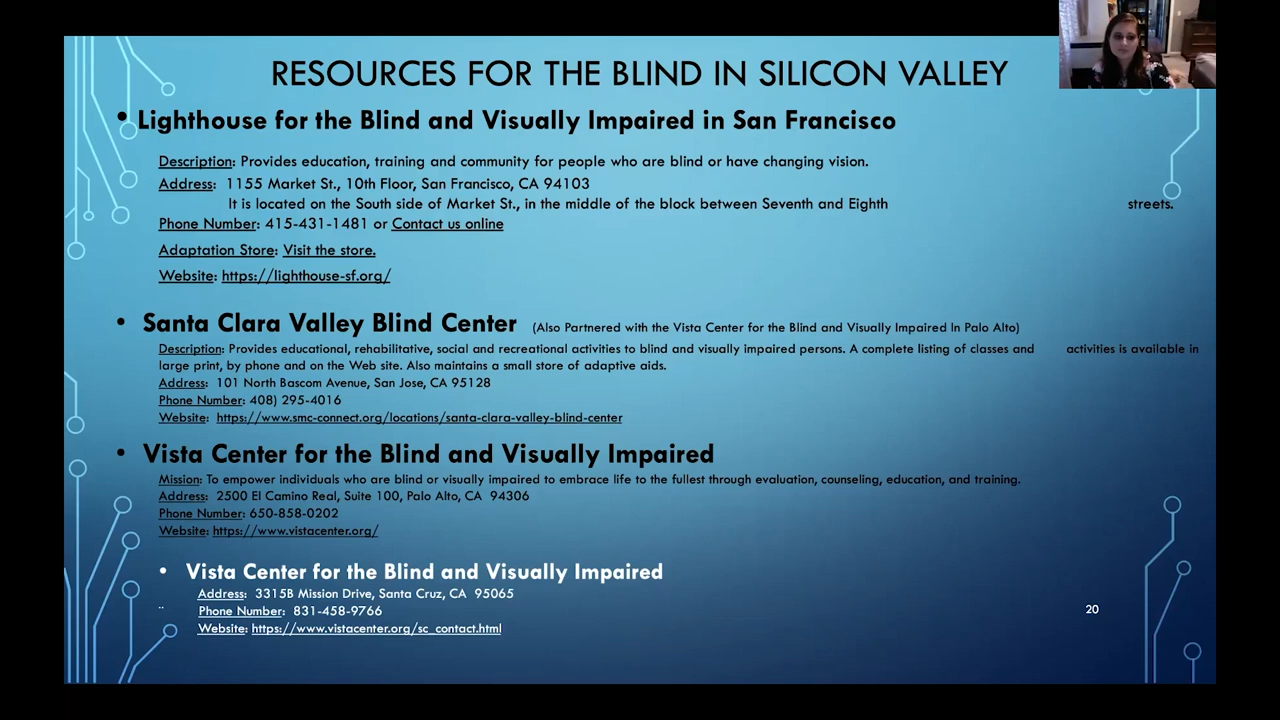 RESOURCES FOR THE BLIND IN SILICON VALLEY
• Lighthouse for the Blind and Visually Impaired in San Francisco
Description: Provides education, training and community for people who are blind or have changing vision.
Address: 1155 Market St., 10th Floor, San Francisco, CA 94103
It is located on the South side of Market St., in the middle of the block between Seventh and Eighth streets.
Phone Number: 415-431-1481 or Contact us online
Adaptation Store: Visit the store.
Website: https://lighthouse-sf.org/
• Santa Clara Valley Blind Center (Also Partnered with the Vista Center for the Blind and Visually Impaired In Palo Alto)
Description: Provides educational, rehabilitative, social and recreational activities to blind and visually impaired persons. A complete listing of classes and activities is available in
large print, by phone and on the Web site. Also maintains a small store of adaptive aids.
Address: 101 North Bascom Avenue, San Jose, CA 95128
Phone Number: 408) 295-4016
Website: https://www.smc-connect.org/locations/santa-clara-valley-blind-center
• Vista Center for the Blind and Visually Impaired
Mission: To empower individuals who are blind or visually impaired to embrace life to the fullest through evaluation, counseling, education, and training.
Address: 2500 El Camino Real, Suite 100, Palo Alto, CA 94306
Phone Number: 650-858-0202
Website: https://www.vistacenter.org/
• Vista Center for the Blind and Visually Impaired
Address: 3315B Mission Drive, Santa Cruz, CA 95065
Phone Number: 831-458-9766
Website: https://www.vistacenter.org/sc_contact.html
20